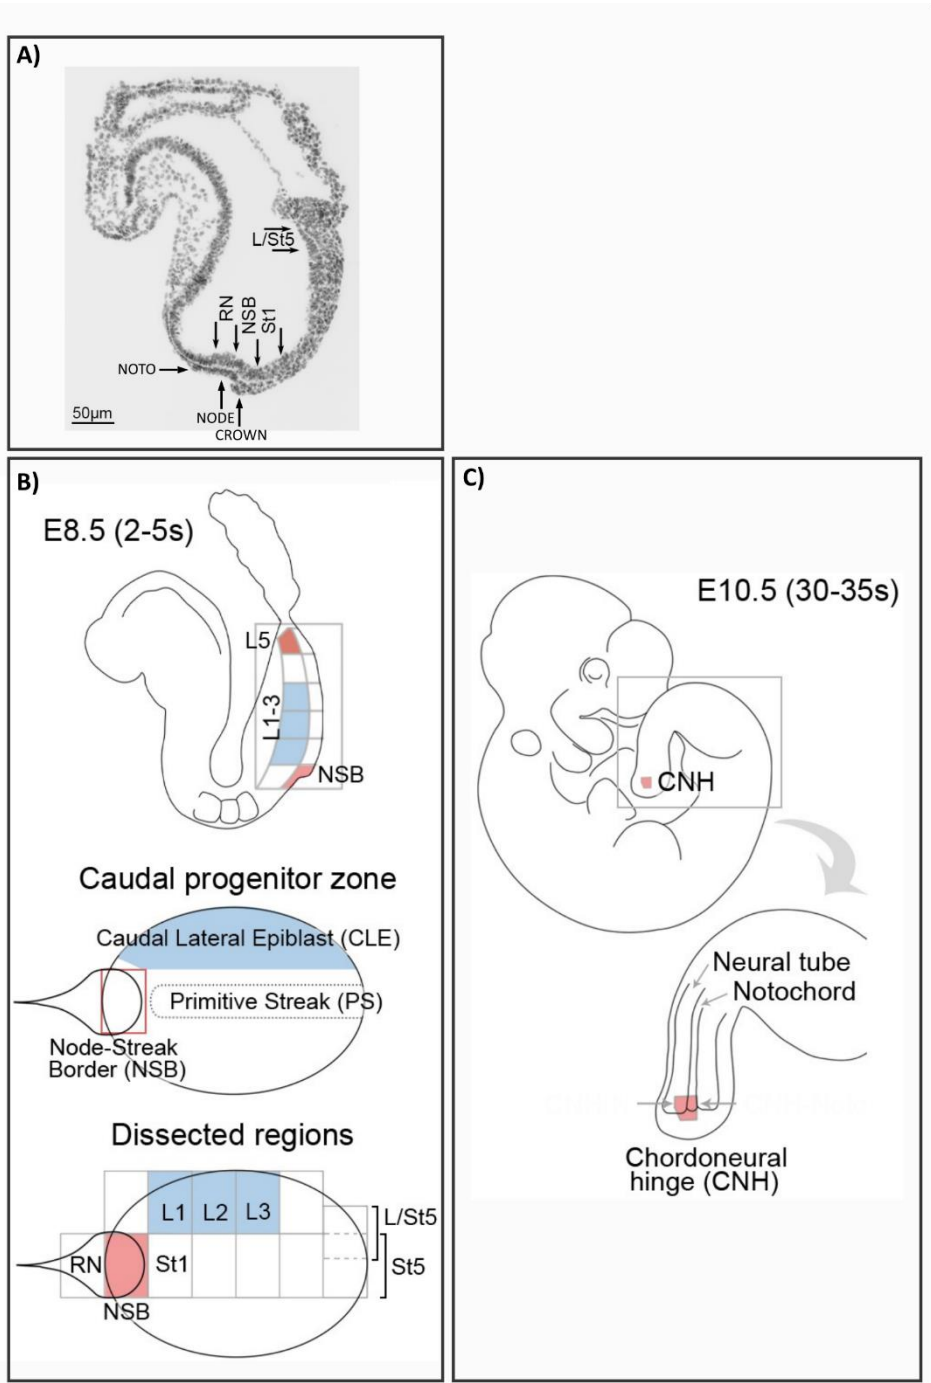 A)
L/St5
RN
NSB
St1
NOTO
NODE
CROWN
50µm
B)
E8.5 (2-5s)
L5
L1-3
NSB
Caudal progenitor zone
Caudal Lateral Epiblast (CLE)
Primitive Streak (PS)
Node-Streak
Border (NSB)
Dissected regions
L1 L2 L3
L/St5
RN St1 St5
NSB
C)
E10.5 (30-35s)
CNH
Neural tube
Notochord
Chordoneural
hinge (CNH)